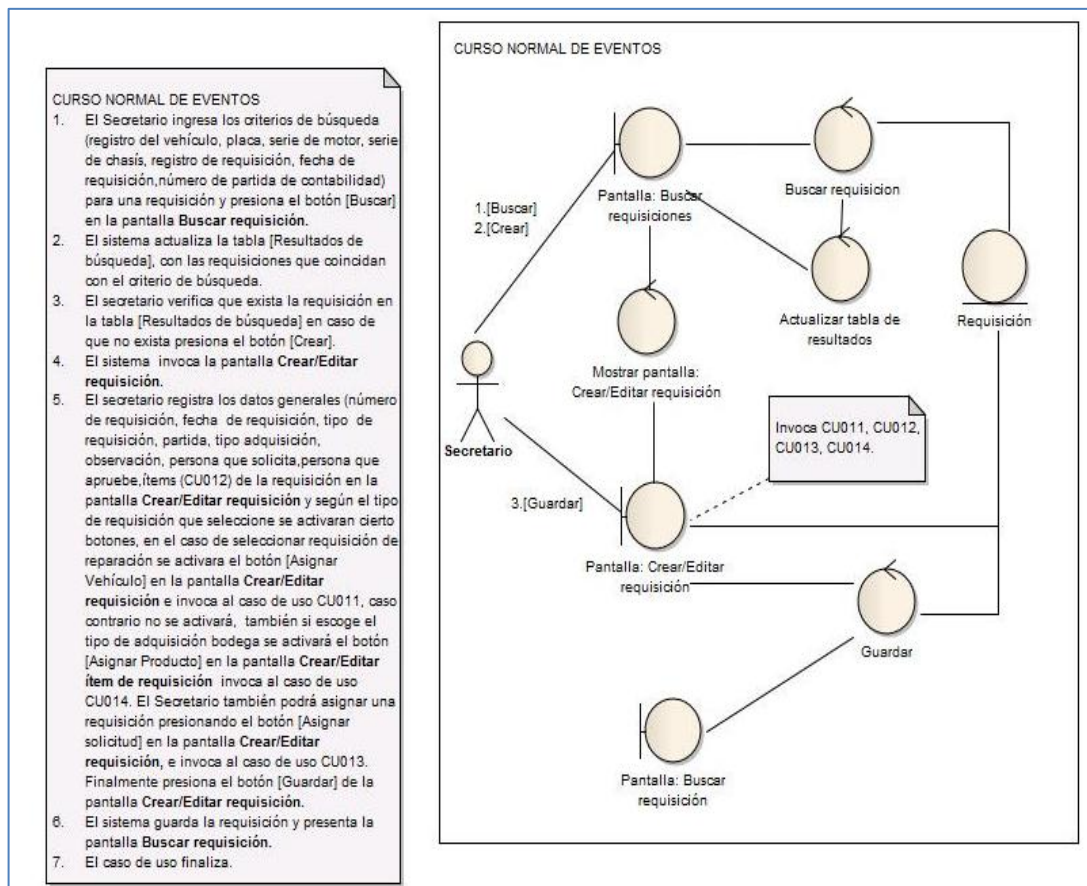 CURSO NORMAL DE EVENTOS
1. El Secretario ingresa los criterios de búsqueda
(registro del vehículo, placa, serie de motor, serie
de chasís, registro de requisición, fecha de
requisición,número de partida de contabilidad)
para una requisición y presiona el botón [Buscar]
en la pantalla Buscar requisición.
2. El sistema actualiza la tabla [Resultados de
búsqueda], con las requisiciones que coincidan
con el criterio de búsqueda.
3. El secretario verifica que exista la requisición en
la tabla [Resultados de búsqueda] en caso de
que no exista presiona el botón [Crear].
4. El sistema invoca la pantalla Crear/Editar
requisición.
5. El secretario registra los datos generales (número
de requisición, fecha de requisición, tipo de
requisición, partida, tipo adquisición,
observación, persona que solicita,persona que
apruebe,ítems (CU012) de la requisición en la
pantalla Crear/Editar requisición y según el tipo
de requisición que seleccione se activaran cierto
botones, en el caso de seleccionar requisición de
reparación se activara el botón [Asignar
Vehículo] en la pantalla Crear/Editar
requisición e invoca al caso de uso CU011, caso
contrario no se activará, también si escoge el
tipo de adquisición bodega se activará el botón
[Asignar Producto] en la pantalla Crear/Editar
ítem de requisición invoca al caso de uso
CU014. El Secretario también podrá asignar una
requisición presionando el botón [Asignar
solicitud] en la pantalla Crear/Editar
requisición, e invoca al caso de uso CU013.
Finalmente presiona el botón [Guardar] de la
pantalla Crear/Editar requisición.
6. El sistema guarda la requisición y presenta la
pantalla Buscar requisición.
7. El caso de uso finaliza.
CURSO NORMAL DE EVENTOS
Pantalla: Buscar
requisiciones
Buscar requisicion
1.[Buscar]
2.[Crear]
Actualizar tabla de
resultados
Requisición
Mostrar pantalla:
Crear/Editar requisición
Secretario
Invoca CU011, CU012,
CU013, CU014.
3.[Guardar]
Pantalla: Crear/Editar
requisición
Guardar
Pantalla: Buscar
requisición